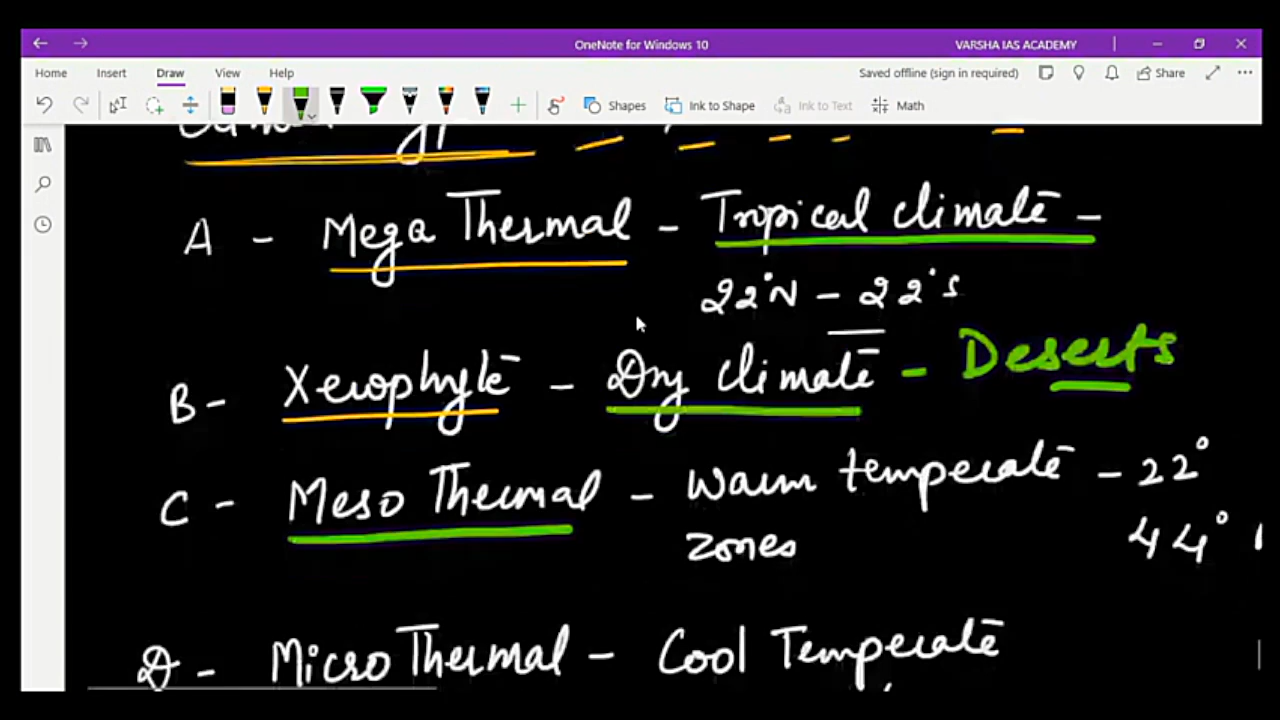 OneNote for Windows 10
VARSHA IAS ACADEMY
Home Insert Draw View Help
Saved offline (sign in required) Share
Shapes Ink to Shape Ink to Text Math
A - Mega Thermal - Tropical climate -
22°N - 22°S
B - Xerophyte - Dry climate - Deserts
C - Meso Thermal - Warm temperate - 22°
zones 44°
D - Micro Thermal - Cool Temperate